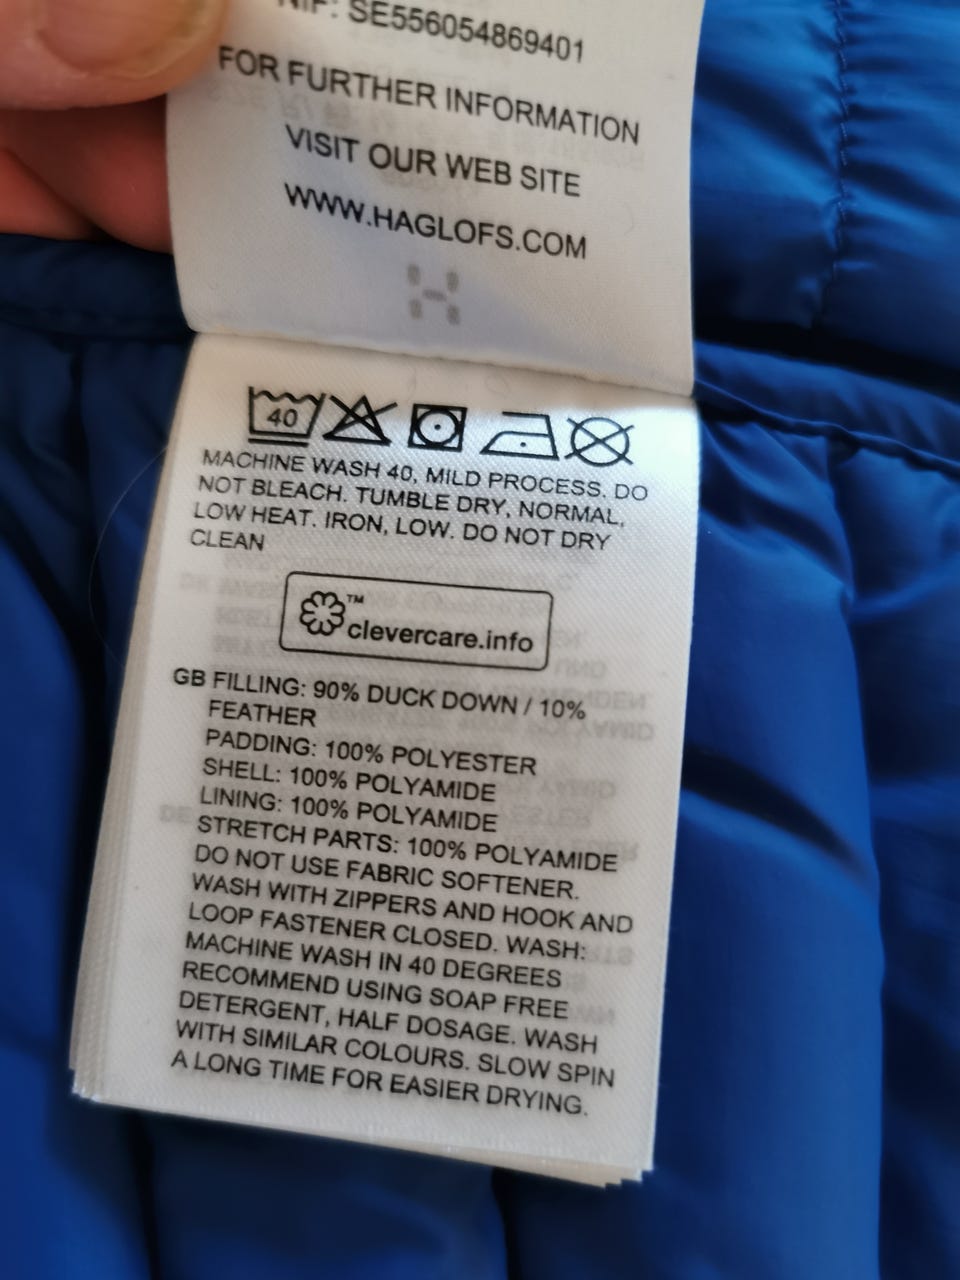 NIF: SE556054869401
FOR FURTHER INFORMATION
VISIT OUR WEB SITE
WWW.HAGLOFS.COM
40
MACHINE WASH 40, MILD PROCESS. DO
NOT BLEACH. TUMBLE DRY, NORMAL,
LOW HEAT. IRON, LOW. DO NOT DRY
CLEAN
™
clevercare.info
GB FILLING: 90% DUCK DOWN / 10%
FEATHER
PADDING: 100% POLYESTER
SHELL: 100% POLYAMIDE
LINING: 100% POLYAMIDE
STRETCH PARTS: 100% POLYAMIDE
DO NOT USE FABRIC SOFTENER.
WASH WITH ZIPPERS AND HOOK AND
LOOP FASTENER CLOSED. WASH:
MACHINE WASH IN 40 DEGREES
RECOMMEND USING SOAP FREE
DETERGENT, HALF DOSAGE. WASH
WITH SIMILAR COLOURS. SLOW SPIN
A LONG TIME FOR EASIER DRYING.